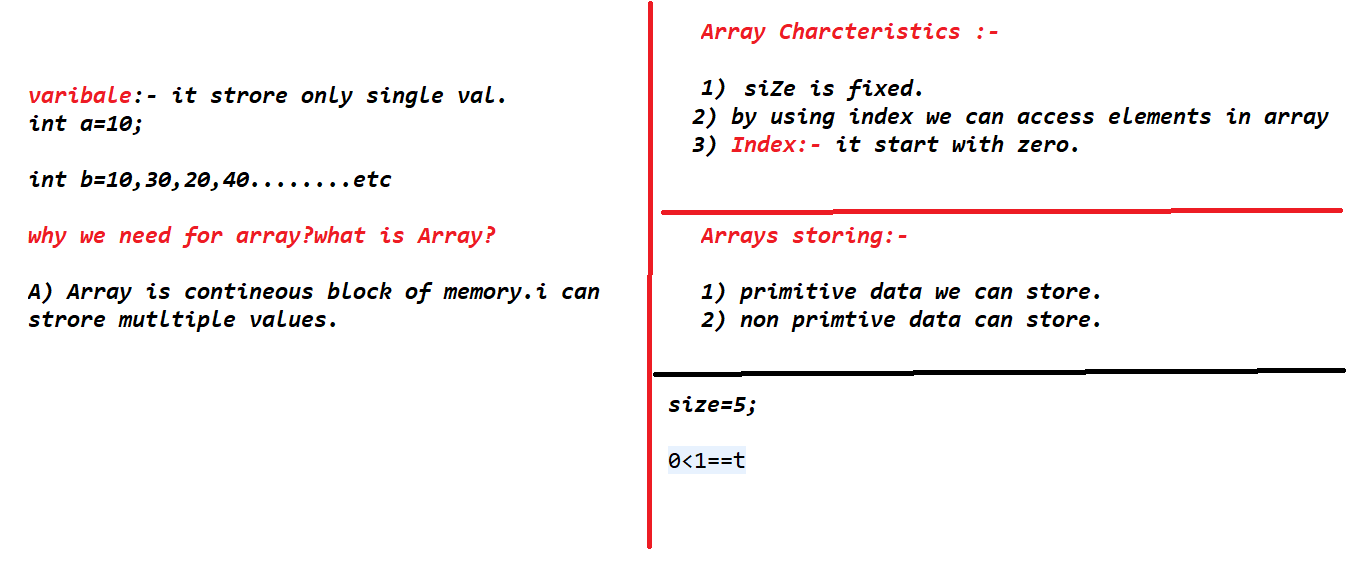 varibale:- it strore only single val.
int a=10;
int b=10,30,20,40........etc
why we need for array?what is Array?
A) Array is contineous block of memory.i can
strore mutltiple values.
Array Charcteristics :-
1) siZe is fixed.
2) by using index we can access elements in array
3) Index:- it start with zero.
Arrays storing:-
1) primitive data we can store.
2) non primtive data can store.
size=5;
0<1==t